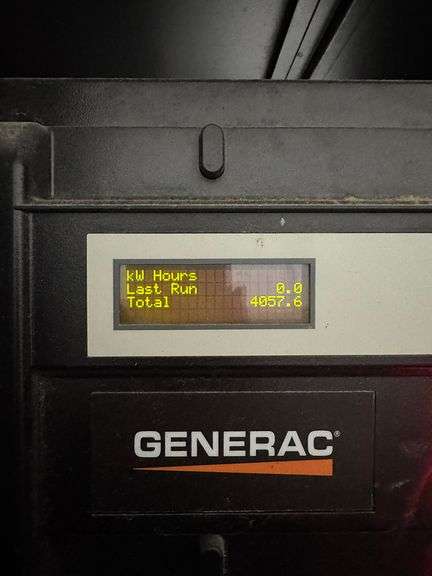 kW Hours
Last Run 0.0
Total 4057.6
GENERAC®